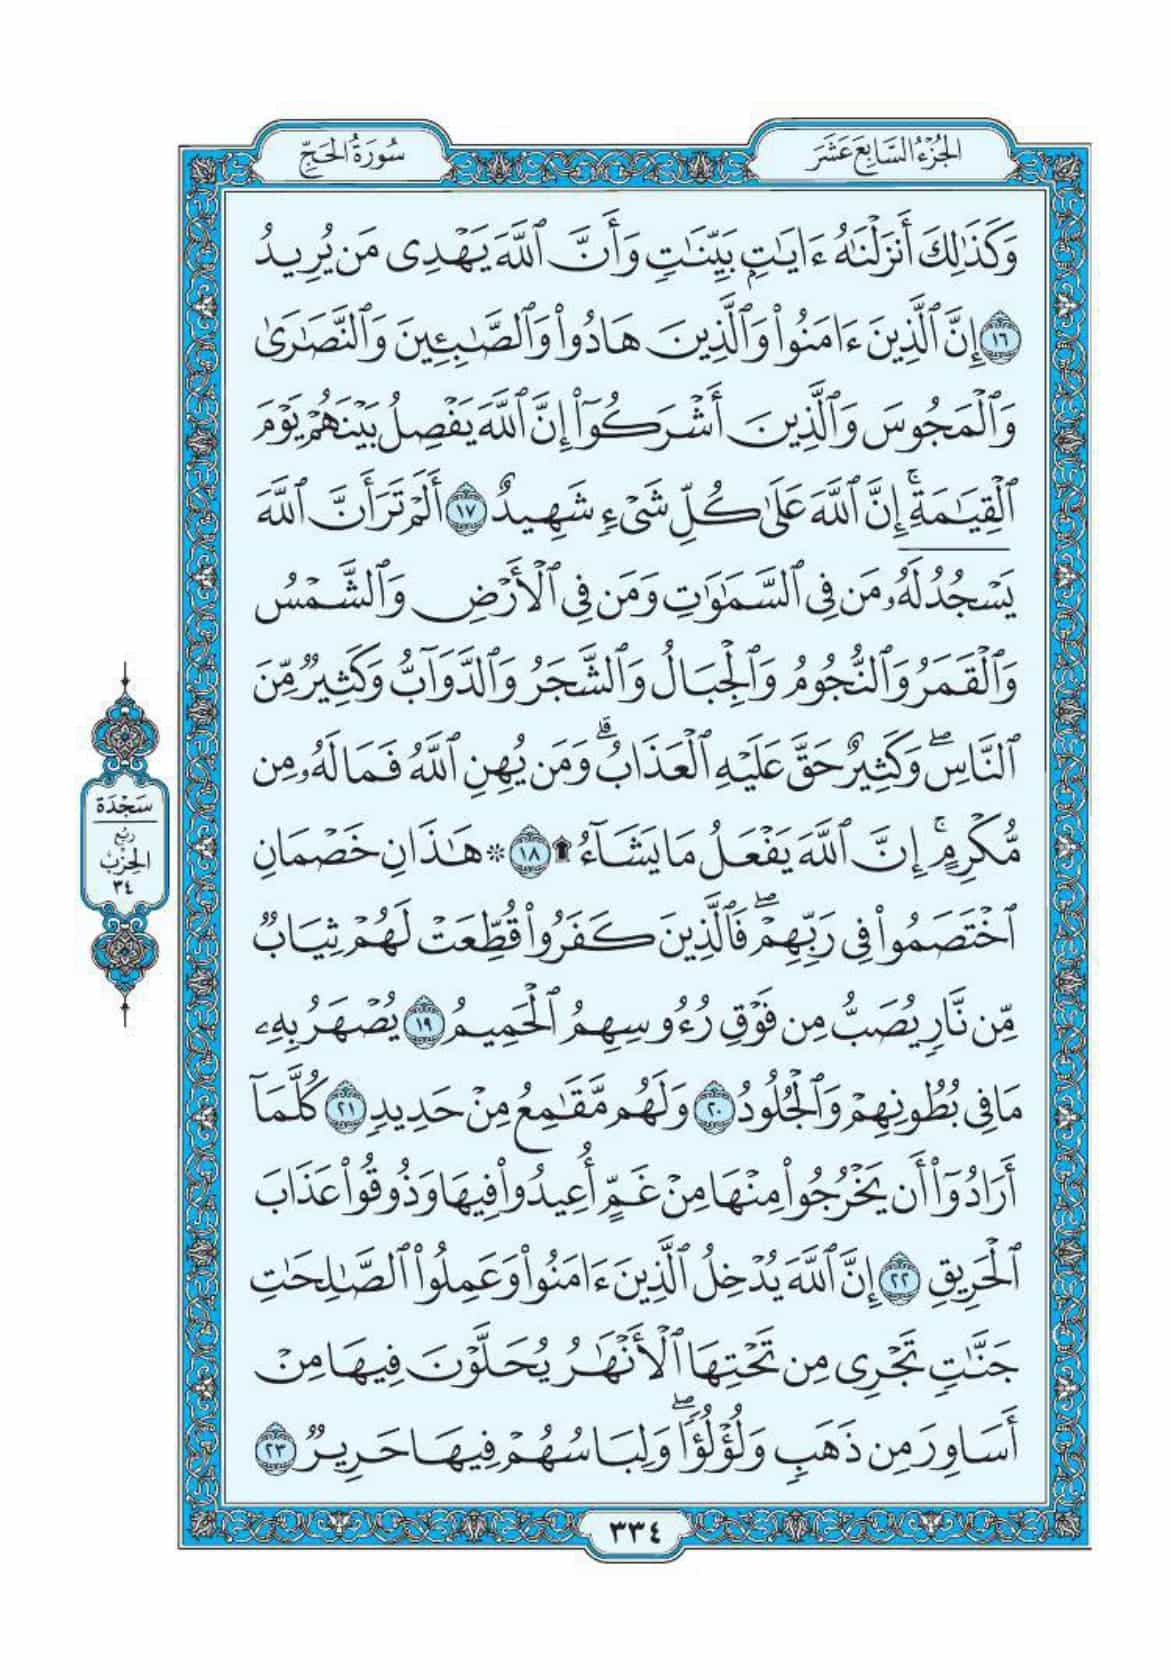 الجُزْءُ السَّابِعَ عَشَرَ
سُورَةُ الحَجِّ
وَكَذَٰلِكَ أَنزَلْنَٰهُ ءَايَٰتٍۭ بَيِّنَٰتٍ وَأَنَّ ٱللَّهَ يَهْدِى مَن يُرِيدُ
١٦ إِنَّ ٱلَّذِينَ ءَامَنُوا۟ وَٱلَّذِينَ هَادُوا۟ وَٱلصَّٰبِـِٔينَ وَٱلنَّصَٰرَىٰ
وَٱلْمَجُوسَ وَٱلَّذِينَ أَشْرَكُوٓا۟ إِنَّ ٱللَّهَ يَفْصِلُ بَيْنَهُمْ يَوْمَ
ٱلْقِيَٰمَةِ ۚ إِنَّ ٱللَّهَ عَلَىٰ كُلِّ شَىْءٍ شَهِيدٌ ١٧ أَلَمْ تَرَ أَنَّ ٱللَّهَ
يَسْجُدُ لَهُۥ مَن فِى ٱلسَّمَٰوَٰتِ وَمَن فِى ٱلْأَرْضِ وَٱلشَّمْسُ
وَٱلْقَمَرُ وَٱلنُّجُومُ وَٱلْجِبَالُ وَٱلشَّجَرُ وَٱلدَّوَآبُّ وَكَثِيرٌ مِّنَ
ٱلنَّاسِ ۖ وَكَثِيرٌ حَقَّ عَلَيْهِ ٱلْعَذَابُ ۗ وَمَن يُهِنِ ٱللَّهُ فَمَا لَهُۥ مِن
مُّكْرِمٍ ۚ إِنَّ ٱللَّهَ يَفْعَلُ مَا يَشَآءُ ۩ ١٨ * هَٰذَانِ خَصْمَانِ
ٱخْتَصَمُوا۟ فِى رَبِّهِمْ ۖ فَٱلَّذِينَ كَفَرُوا۟ قُطِّعَتْ لَهُمْ ثِيَابٌ
مِّن نَّارٍ يُصَبُّ مِن فَوْقِ رُءُوسِهِمُ ٱلْحَمِيمُ ١٩ يُصْهَرُ بِهِۦ
مَا فِى بُطُونِهِمْ وَٱلْجُلُودُ ٢٠ وَلَهُم مَّقَٰمِعُ مِنْ حَدِيدٍ ٢١ كُلَّمَآ
أَرَادُوٓا۟ أَن يَخْرُجُوا۟ مِنْهَا مِنْ غَمٍّ أُعِيدُوا۟ فِيهَا وَذُوقُوا۟ عَذَابَ
ٱلْحَرِيقِ ٢٢ إِنَّ ٱللَّهَ يُدْخِلُ ٱلَّذِينَ ءَامَنُوا۟ وَعَمِلُوا۟ ٱلصَّٰلِحَٰتِ
جَنَّٰتٍ تَجْرِى مِن تَحْتِهَا ٱلْأَنْهَٰرُ يُحَلَّوْنَ فِيهَا مِنْ
أَسَاوِرَ مِن ذَهَبٍ وَلُؤْلُؤًا ۖ وَلِبَاسُهُمْ فِيهَا حَرِيرٌ ٢٣
سَجْدَة
رُبُع
الحِزْب
٣٤
٣٣٤